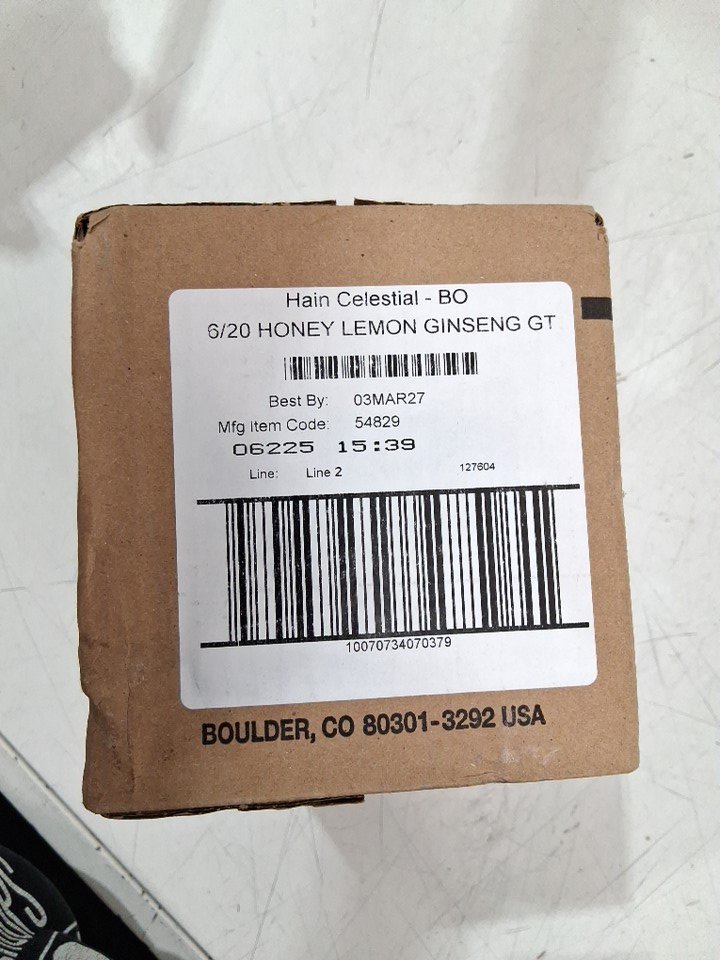 Hain Celestial - BO
6/20 HONEY LEMON GINSENG GT
Best By: 03MAR27
Mfg Item Code: 54829
06225 15:39
Line: Line 2 127604
10070734070379
BOULDER, CO 80301-3292 USA